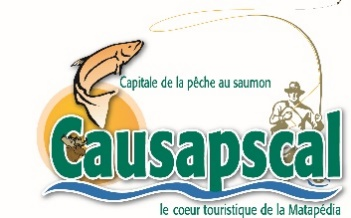 Capitale de la pêche au saumon
Causapscal
le coeur touristique de la Matapédia